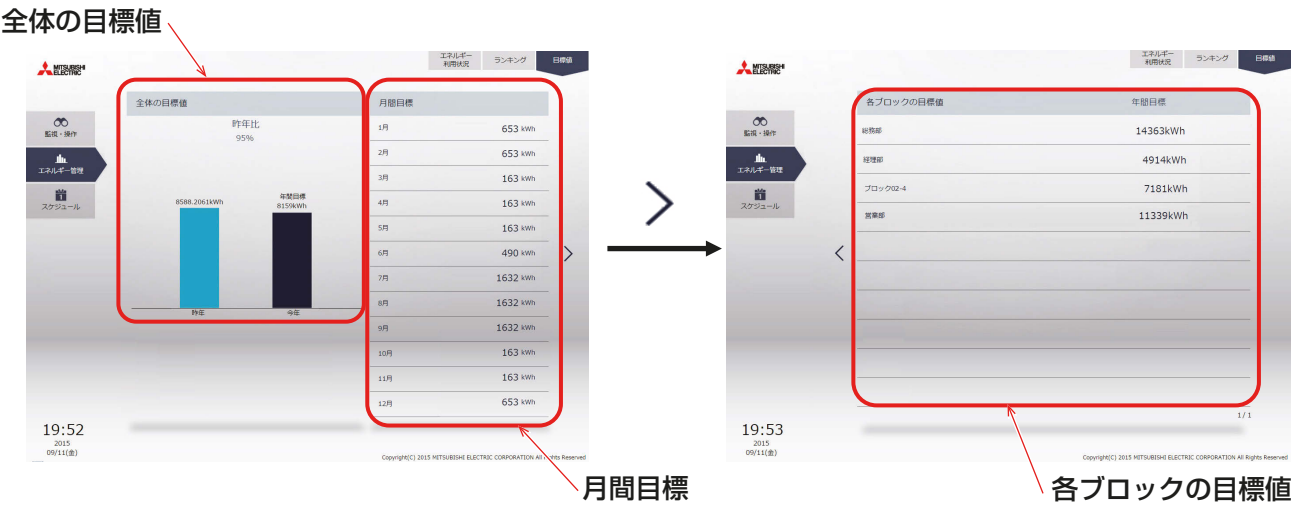 全体の目標値
MITSUBISHI
ELECTRIC
エネルギー
利用状況
ランキング
目標値
監視・操作
エネルギー管理
スケジュール
全体の目標値
昨年比
95%
8588.2061kWh
年間目標
8159kWh
昨年
今年
月間目標
1月 653 kWh
2月 653 kWh
3月 163 kWh
4月 163 kWh
5月 163 kWh
6月 490 kWh
7月 1632 kWh
8月 1632 kWh
9月 1632 kWh
10月 163 kWh
11月 163 kWh
12月 653 kWh
19:52
2015
09/11(金)
Copyright(C) 2015 MITSUBISHI ELECTRIC CORPORATION All Rights Reserved
月間目標
MITSUBISHI
ELECTRIC
エネルギー
利用状況
ランキング
目標値
監視・操作
エネルギー管理
スケジュール
各ブロックの目標値 年間目標
総務部 14363kWh
経理部 4914kWh
ブロック02-4 7181kWh
営業部 11339kWh
1/1
19:53
2015
09/11(金)
Copyright(C) 2015 MITSUBISHI ELECTRIC CORPORATION All Rights Reserved
各ブロックの目標値